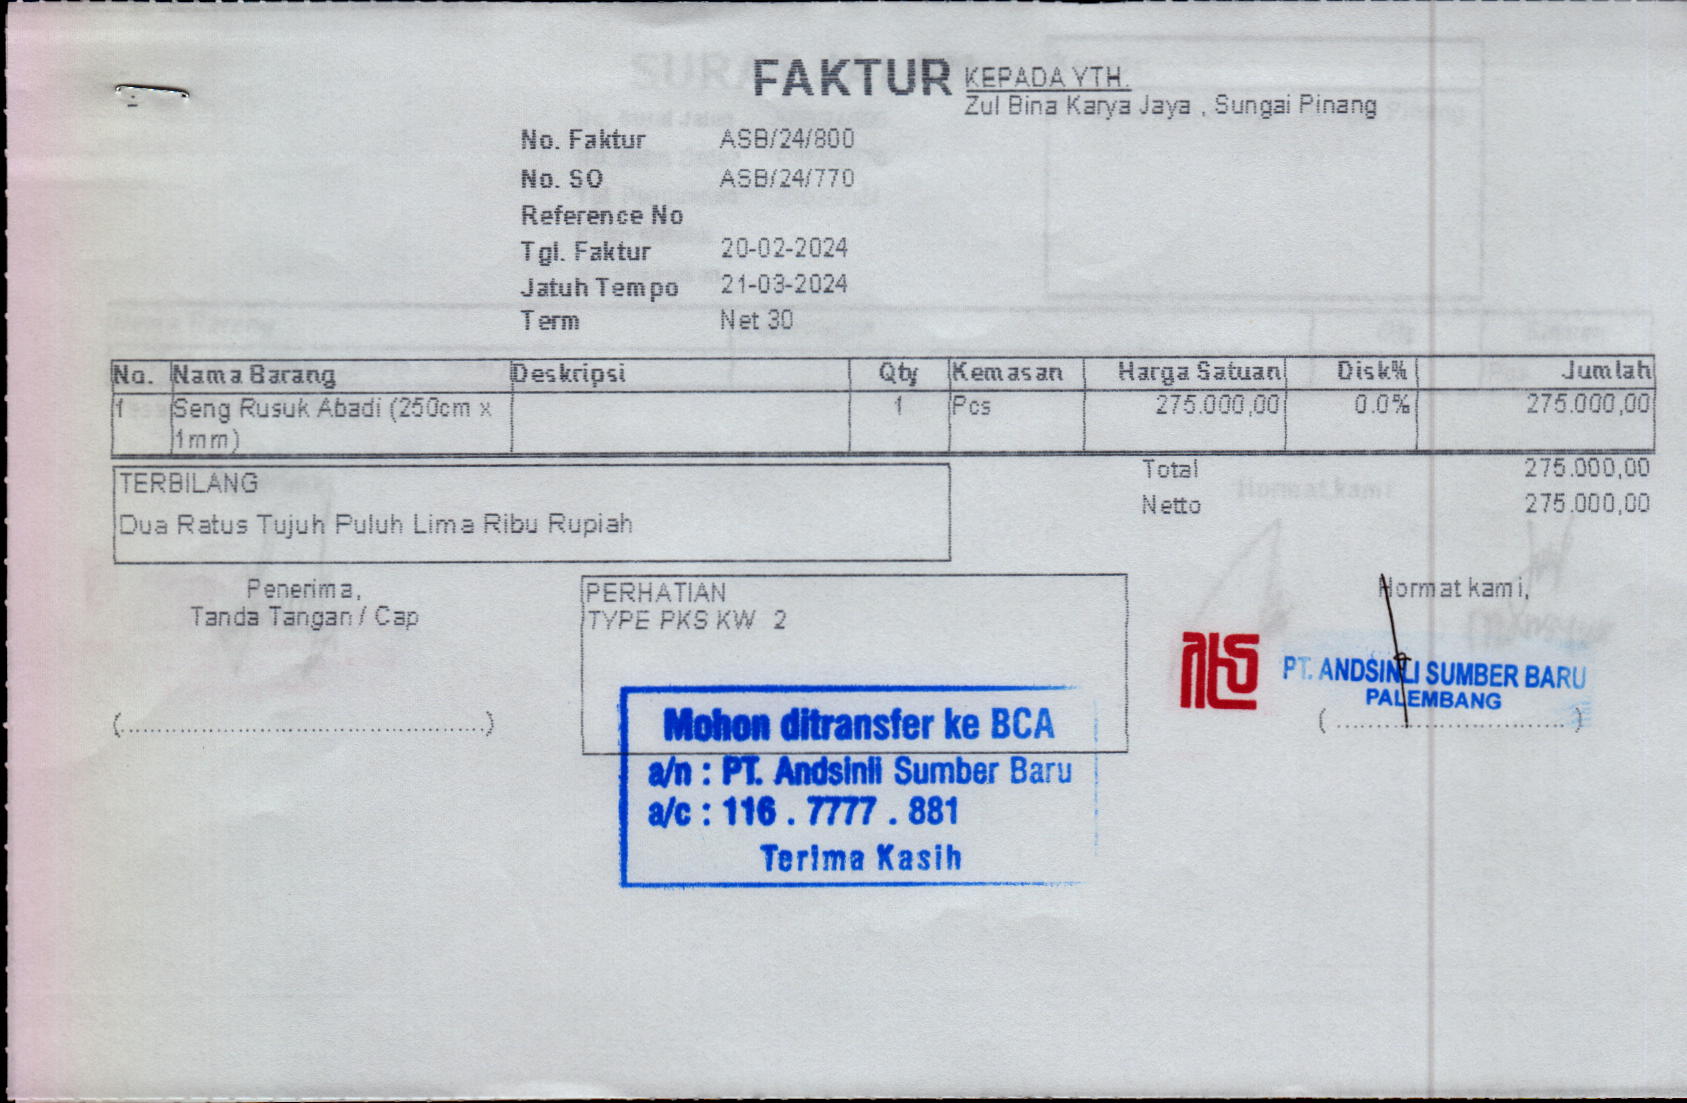 FAKTUR
KEPADA YTH.
Zul Bina Karya Jaya , Sungai Pinang
No. Faktur ASB/24/800
No. SO ASB/24/770
Reference No
Tgl. Faktur 20-02-2024
Jatuh Tempo 21-03-2024
Term Net 30
No. Nama Barang Deskripsi Qty Kemasan Harga Satuan Disk% Jumlah
1 Seng Rusuk Abadi (250cm x 1 Pcs 275.000,00 0.0% 275.000,00
1mm)
Total 275.000,00
Netto 275.000,00
TERBILANG
Dua Ratus Tujuh Puluh Lima Ribu Rupiah
Penerima,
Tanda Tangan / Cap
(..............................................)
PERHATIAN
TYPE PKS KW 2
Mohon ditransfer ke BCA
a/n : PT. Andsinli Sumber Baru
a/c : 116 . 7777 . 881
Terima Kasih
Hormat kami,
PT. ANDSINLI SUMBER BARU
PALEMBANG
( ............................. )